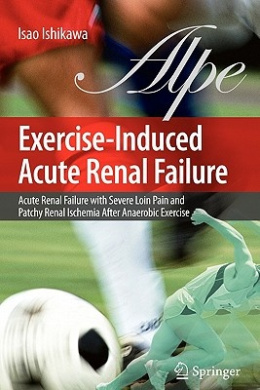 Isao Ishikawa
Alpe
Exercise-Induced
Acute Renal Failure
Acute Renal Failure with Severe Loin Pain and
Patchy Renal Ischemia After Anaerobic Exercise
Springer